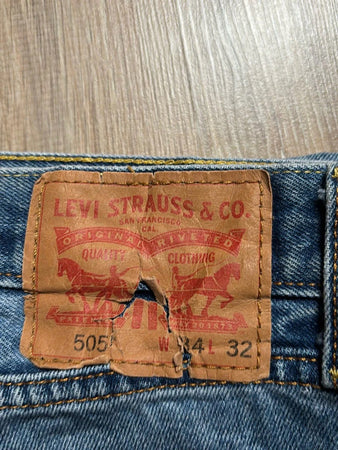 LEVI STRAUSS & CO.
SAN FRANCISCO
CAL
ORIGINAL RIVETED
QUALITY CLOTHING
505 W 34 L 32